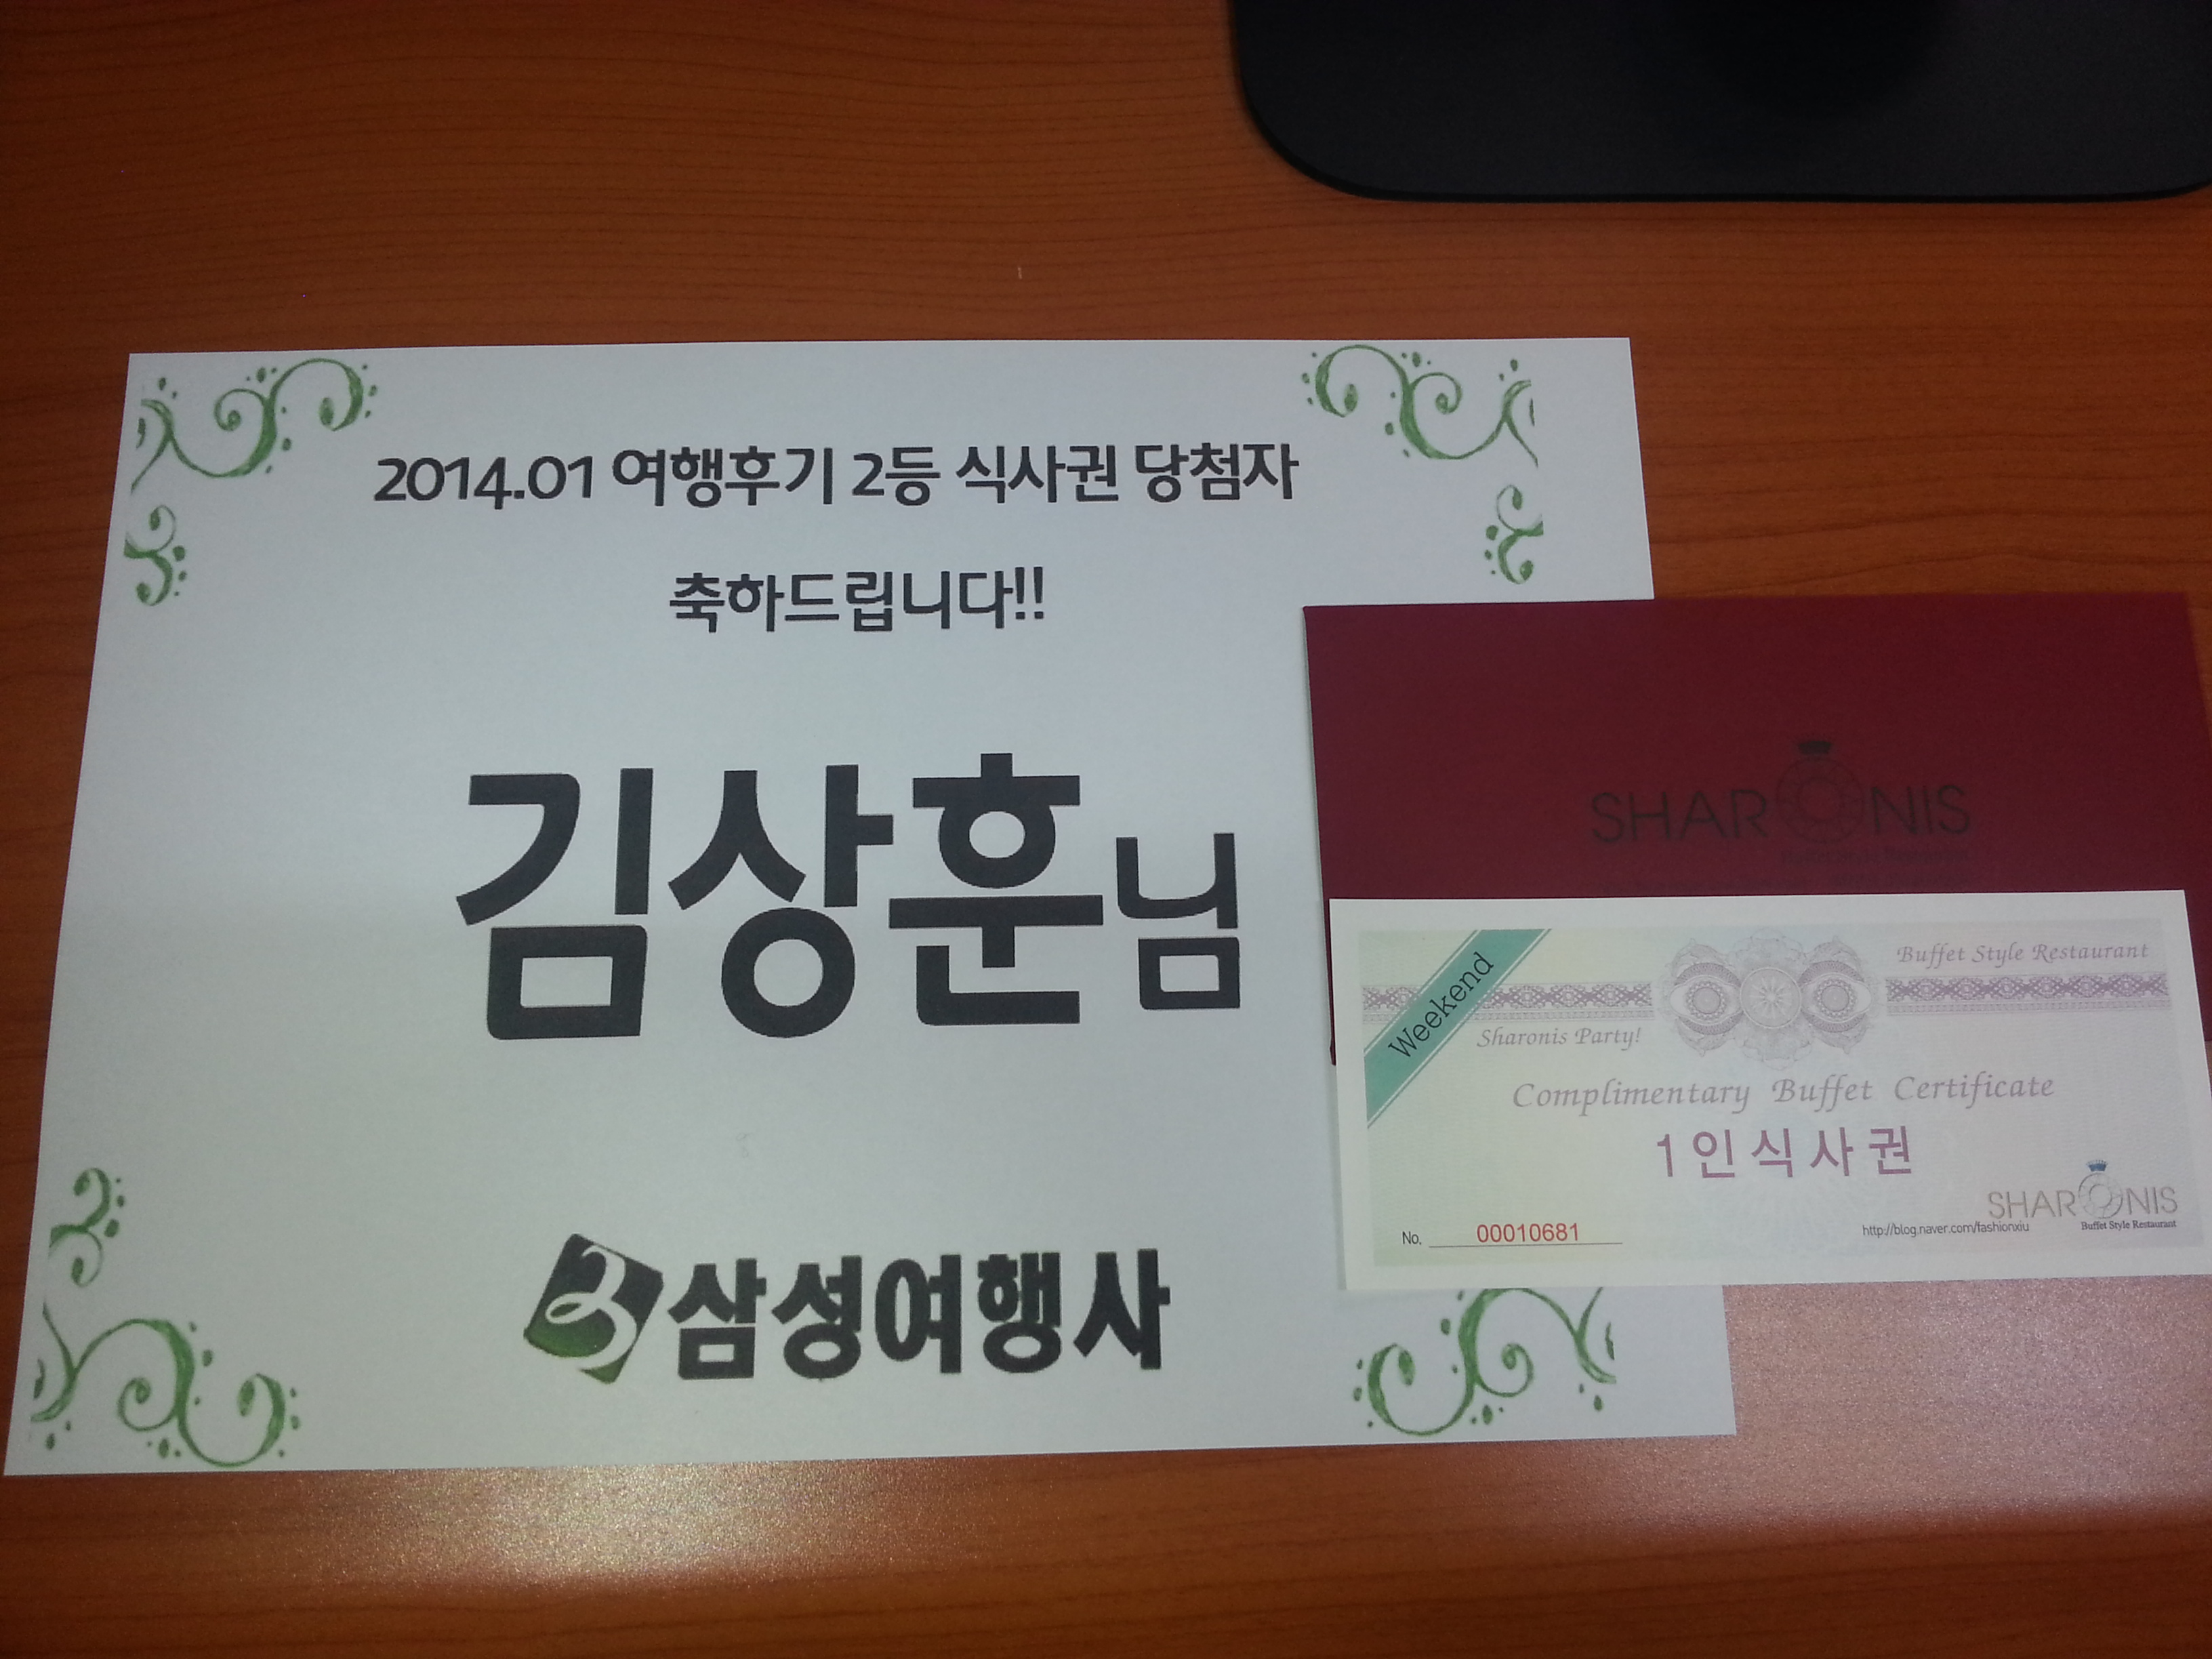 2014.01 여행후기 2등 식사권 당첨자
축하드립니다!!
김상훈님
삼성여행사
SHARONIS
Weekend
Buffet Style Restaurant
Sharonis Party!
Complimentary Buffet Certificate
1인식사권
No. 00010681
http://blog.naver.com/fashionxiu
SHARONIS
Buffet Style Restaurant